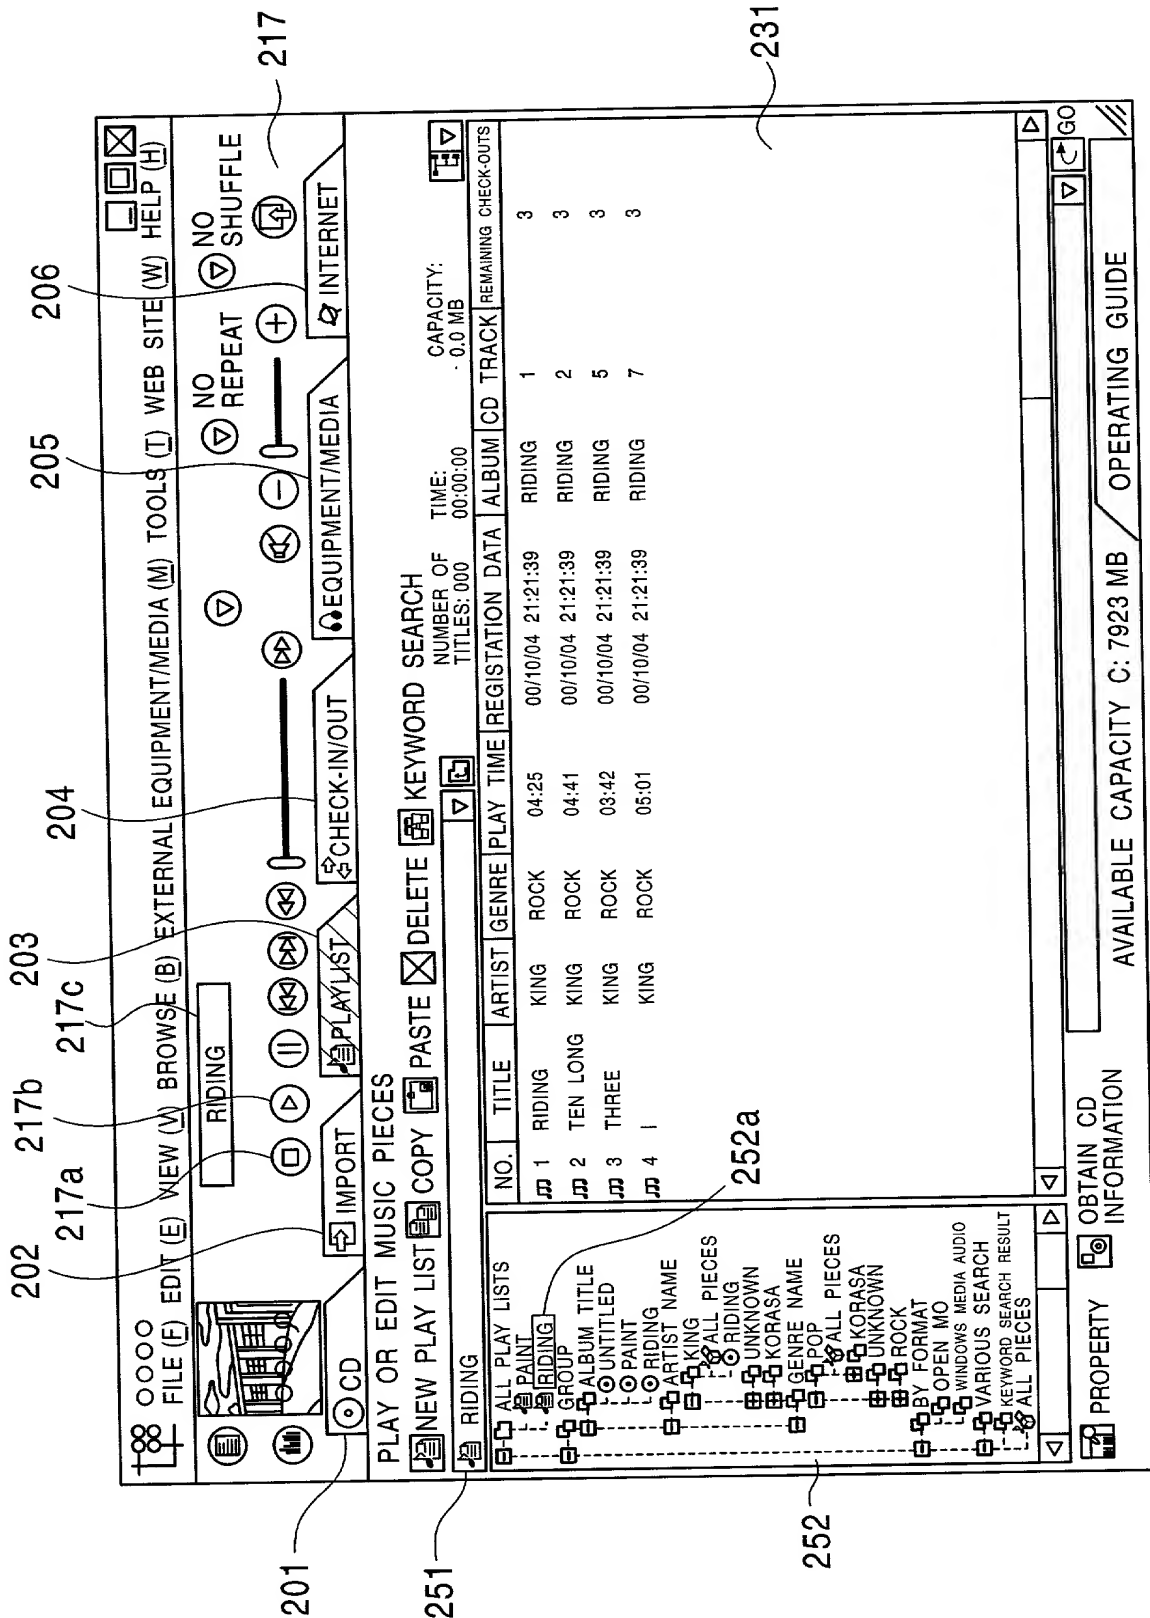 202 217a 217b 217c 203 204 205 206
○○○○
FILE (F) EDIT (E) VIEW (V) BROWSE (B) EXTERNAL EQUIPMENT/MEDIA (M) TOOLS (T) WEB SITE (W) HELP (H)
RIDING
NO REPEAT
NO SHUFFLE
217
201
CD
IMPORT
PLAYLIST
CHECK-IN/OUT
EQUIPMENT/MEDIA
INTERNET
PLAY OR EDIT MUSIC PIECES
NEW PLAY LIST COPY PASTE DELETE KEYWORD SEARCH
251
RIDING
NUMBER OF TITLES: 000
TIME: 00:00:00
CAPACITY: 0.0 MB
ALL PLAY LISTS
PAINT
RIDING
GROUP
ALBUM TITLE
UNTITLED
PAINT
RIDING
ARTIST NAME
KING
ALL PIECES
RIDING
UNKNOWN
KORASA
GENRE NAME
POP
ALL PIECES
KORASA
UNKNOWN
ROCK
BY FORMAT
OPEN MO
WINDOWS MEDIA AUDIO
VARIOUS SEARCH
KEYWORD SEARCH RESULT
ALL PIECES
252
252a
NO. TITLE ARTIST GENRE PLAY TIME REGISTATION DATA ALBUM CD TRACK REMAINING CHECK-OUTS
1 RIDING KING ROCK 04:25 00/10/04 21:21:39 RIDING 1 3
2 TEN LONG KING ROCK 04:41 00/10/04 21:21:39 RIDING 2 3
3 THREE KING ROCK 03:42 00/10/04 21:21:39 RIDING 5 3
4 I KING ROCK 05:01 00/10/04 21:21:39 RIDING 7 3
231
PROPERTY
OBTAIN CD INFORMATION
GO
AVAILABLE CAPACITY C: 7923 MB
OPERATING GUIDE